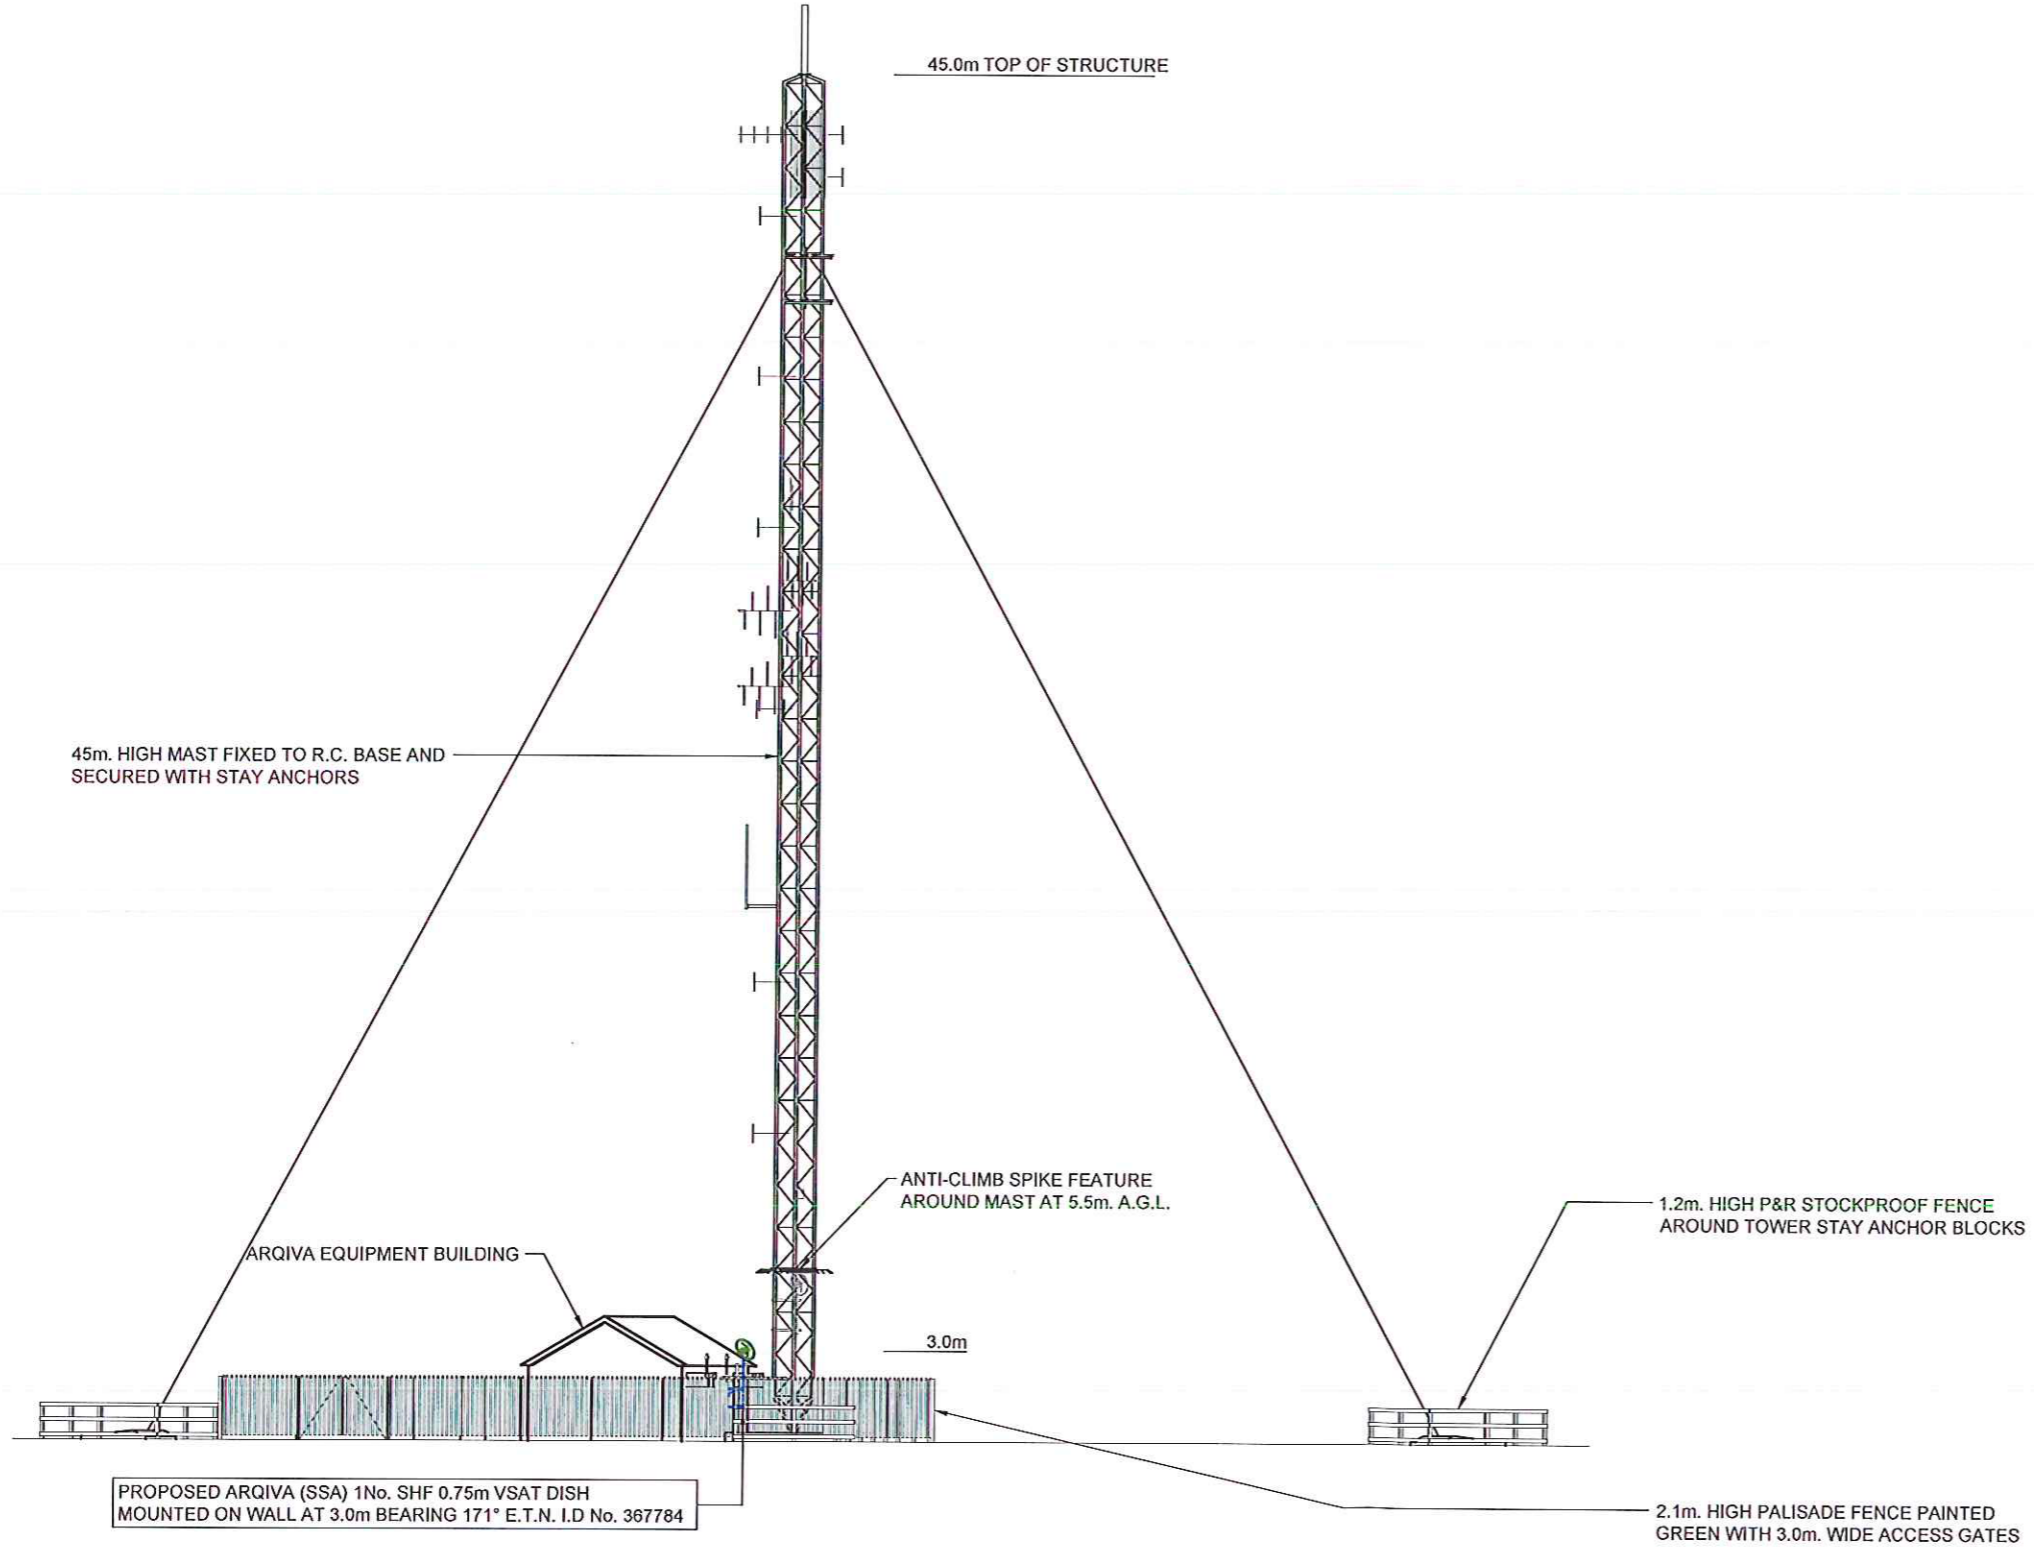 45.0m TOP OF STRUCTURE
45m. HIGH MAST FIXED TO R.C. BASE AND
SECURED WITH STAY ANCHORS
ANTI-CLIMB SPIKE FEATURE
AROUND MAST AT 5.5m. A.G.L.
1.2m. HIGH P&R STOCKPROOF FENCE
AROUND TOWER STAY ANCHOR BLOCKS
ARQIVA EQUIPMENT BUILDING
3.0m
PROPOSED ARQIVA (SSA) 1No. SHF 0.75m VSAT DISH
MOUNTED ON WALL AT 3.0m BEARING 171° E.T.N. I.D No. 367784
2.1m. HIGH PALISADE FENCE PAINTED
GREEN WITH 3.0m. WIDE ACCESS GATES